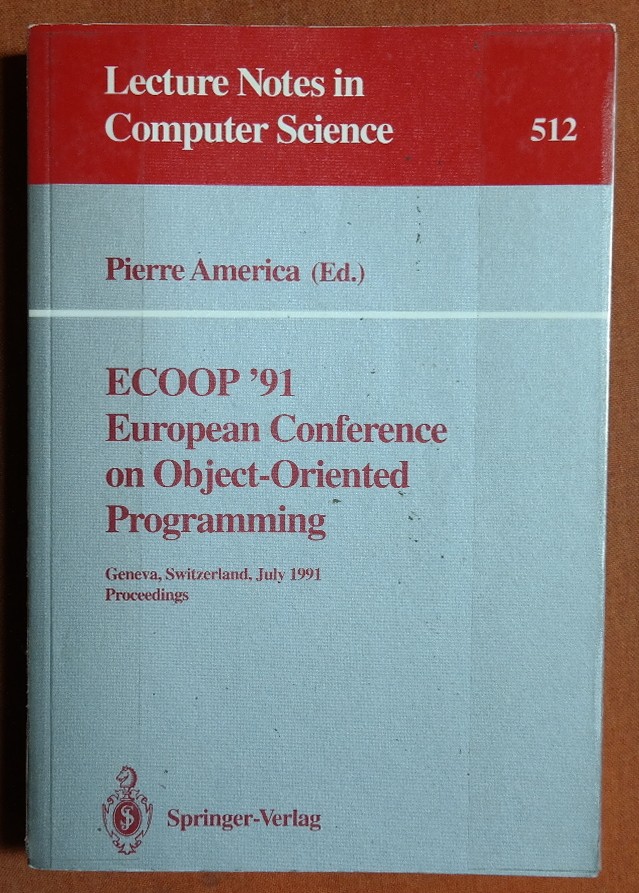 Lecture Notes in
Computer Science
512
Pierre America (Ed.)
ECOOP '91
European Conference
on Object-Oriented
Programming
Geneva, Switzerland, July 1991
Proceedings
Springer-Verlag